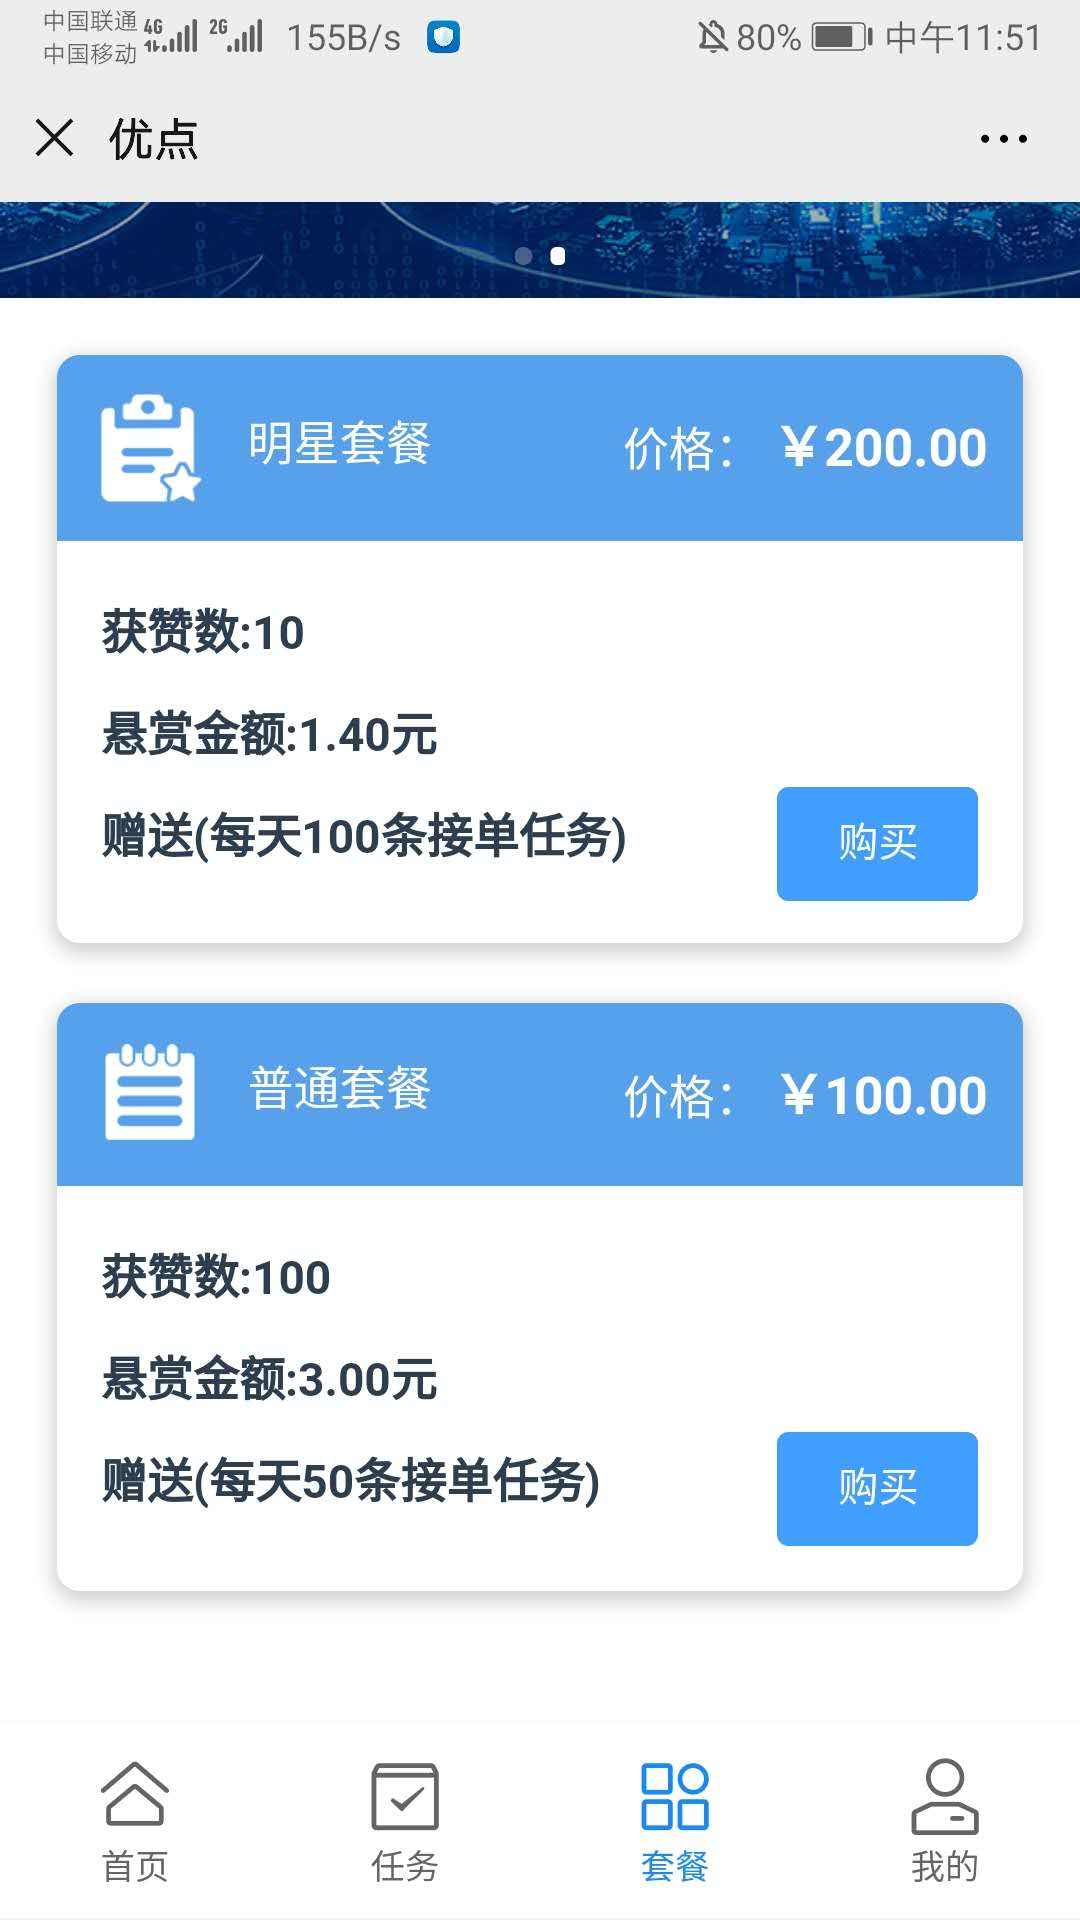 中国联通 4G 2G 155B/s 80% 中午11:51
中国移动
优点
明星套餐 价格： ￥200.00
获赞数:10
悬赏金额:1.40元
赠送(每天100条接单任务)
购买
普通套餐 价格： ￥100.00
获赞数:100
悬赏金额:3.00元
赠送(每天50条接单任务)
购买
首页 任务 套餐 我的